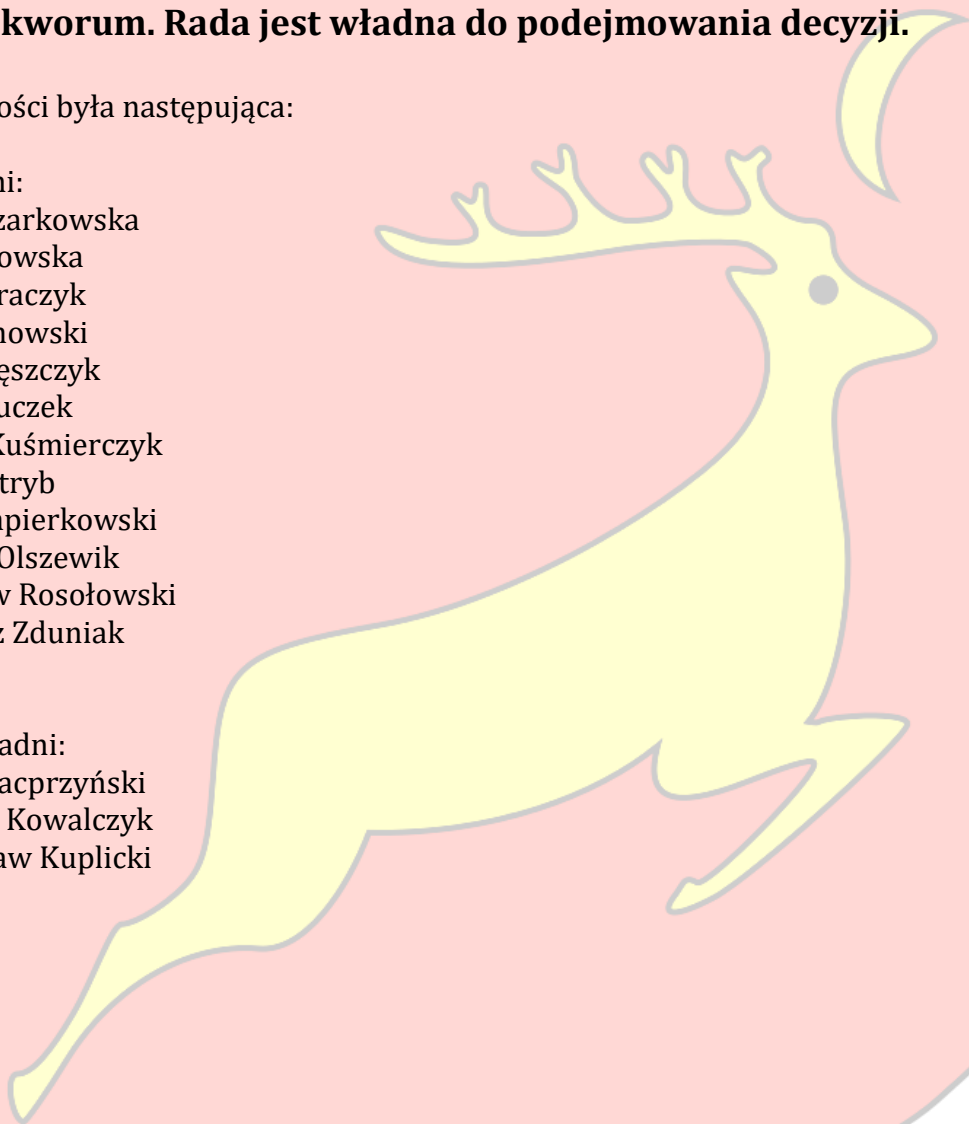 kworum. Rada jest władna do podejmowania decyzji.
ości była następująca:
ni:
zarkowska
owska
raczyk
nowski
ęszczyk
uczek
Kuśmierczyk
tryb
apierkowski
Olszewik
w Rosołowski
z Zduniak
adni:
acprzyński
Kowalczyk
aw Kuplicki